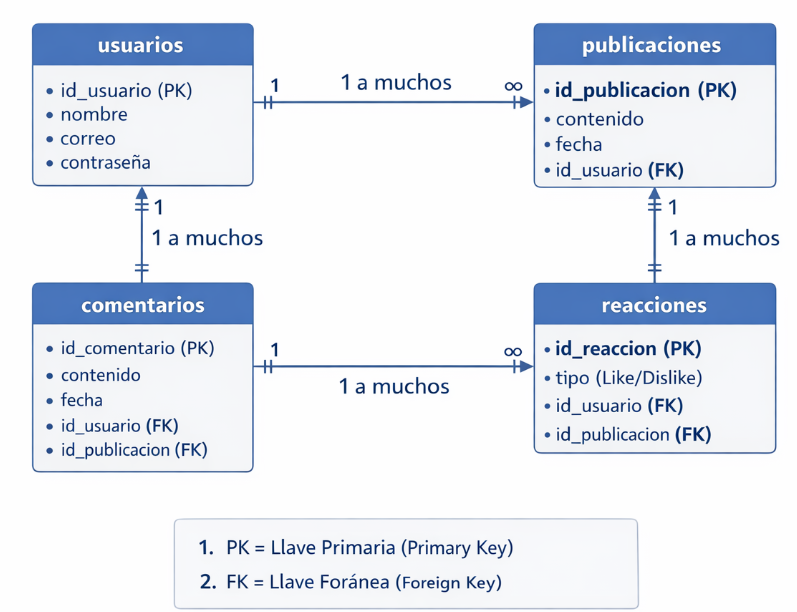 usuarios
• id_usuario (PK)
• nombre
• correo
• contraseña
1
1 a muchos
∞
publicaciones
• id_publicacion (PK)
• contenido
• fecha
• id_usuario (FK)
1
1 a muchos
1
1 a muchos
comentarios
• id_comentario (PK)
• contenido
• fecha
• id_usuario (FK)
• id_publicacion (FK)
1
∞
1 a muchos
reacciones
• id_reaccion (PK)
• tipo (Like/Dislike)
• id_usuario (FK)
• id_publicacion (FK)
1. PK = Llave Primaria (Primary Key)
2. FK = Llave Foránea (Foreign Key)